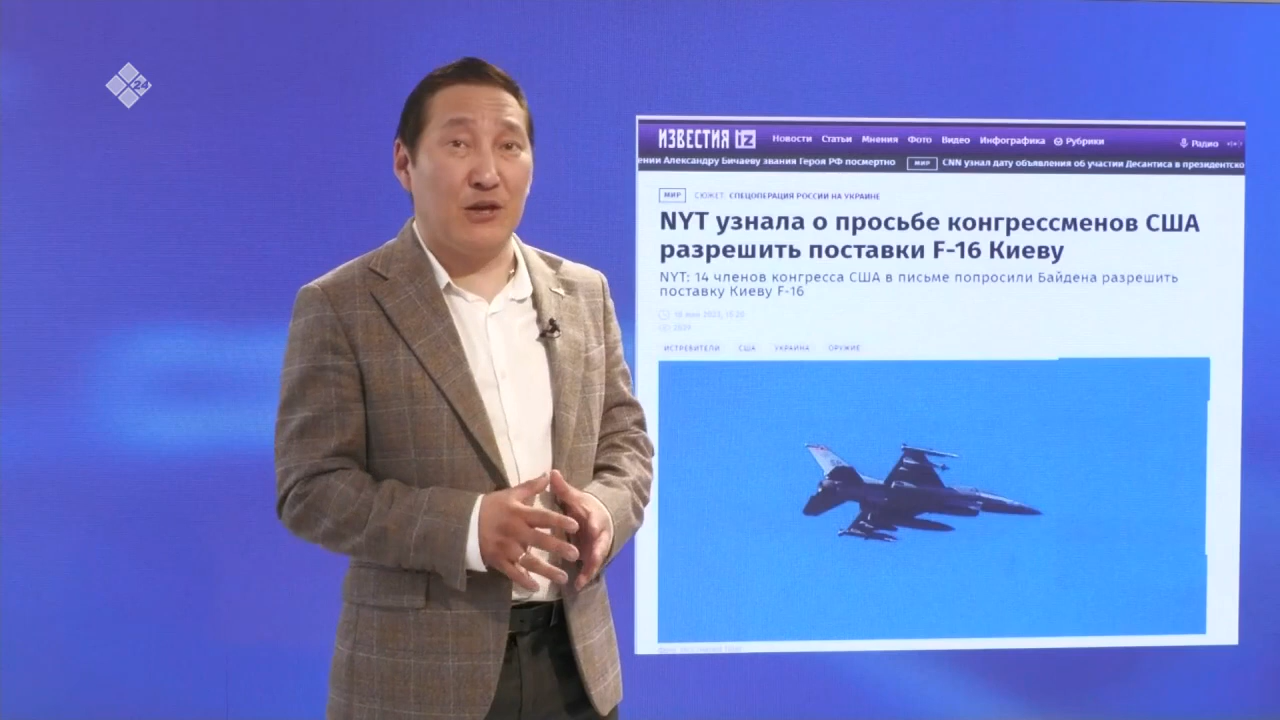 24
ИЗВЕСТИЯ iz Новости Статьи Мнения Фото Видео Инфографика Рубрики Радио
ении Александру Бичаеву звания Героя РФ посмертно МИР CNN узнал дату объявления об участии Десантиса в президентско
МИР СЮЖЕТ: СПЕЦОПЕРАЦИЯ РОССИИ НА УКРАИНЕ
NYT узнала о просьбе конгрессменов США
разрешить поставки F-16 Киеву
NYT: 14 членов конгресса США в письме попросили Байдена разрешить
поставку Киеву F-16
ИСТРЕБИТЕЛИ США УКРАИНА ОРУЖИЕ